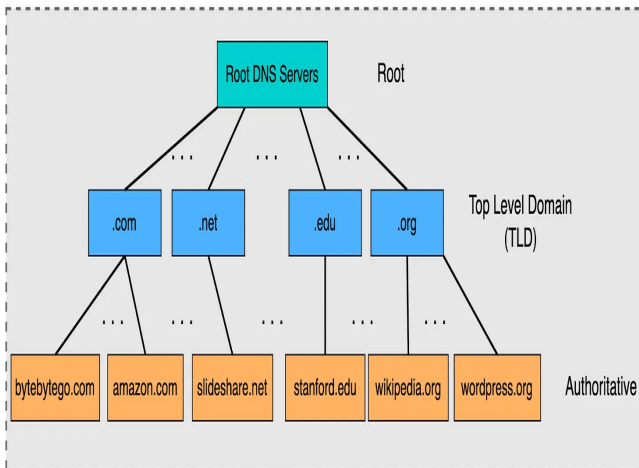 Root DNS Servers
Root
...
...
...
.com
.net
.edu
.org
Top Level Domain
(TLD)
...
...
...
...
...
bytebytego.com
amazon.com
slideshare.net
stanford.edu
wikipedia.org
wordpress.org
Authoritative